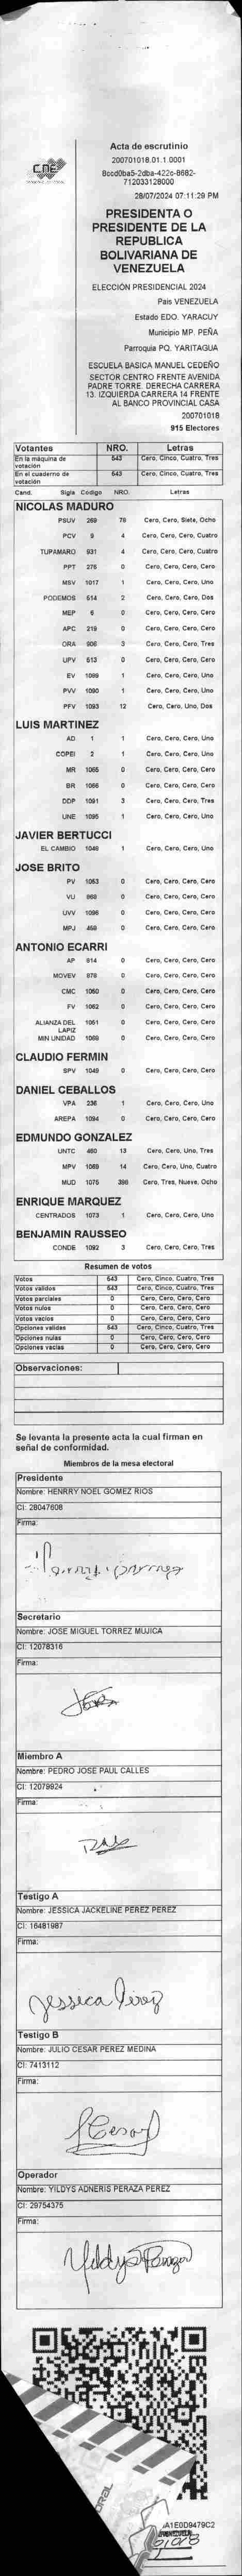 Acta de escrutinio
CNE
200701018.01.1.0001
Bccd0ba5-2dba-422c-8682-
712033128000
28/07/2024 07:11:29 PM
PRESIDENTA O
PRESIDENTE DE LA
REPUBLICA
BOLIVARIANA DE
VENEZUELA
ELECCIÓN PRESIDENCIAL 2024
Pais VENEZUELA
Estado EDO. YARACUY
Municipio MP. PEÑA
Parroquia PQ. YARITAGUA
ESCUELA BASICA MANUEL CEDEÑO
SECTOR CENTRO FRENTE AVENIDA
PADRE TORRE. DERECHA CARRERA
13. IZQUIERDA CARRERA 14 FRENTE
AL BANCO PROVINCIAL CASA
200701018
915 Electores
Votantes NRO. Letras
En la máquina de votación 543 Cero, Cinco, Cuatro, Tres
En el cuaderno de votación 543 Cero, Cinco, Cuatro, Tres
Cand. Sigla Codigo NRO. Letras
NICOLAS MADURO
PSUV 269 78 Cero, Cero, Siete, Ocho
PCV 9 4 Cero, Cero, Cero, Cuatro
TUPAMARO 931 4 Cero, Cero, Cero, Cuatro
PPT 276 0 Cero, Cero, Cero, Cero
MSV 1017 1 Cero, Cero, Cero, Uno
PODEMOS 514 2 Cero, Cero, Cero, Dos
MEP 6 0 Cero, Cero, Cero, Cero
APC 219 0 Cero, Cero, Cero, Cero
ORA 906 3 Cero, Cero, Cero, Tres
UPV 513 0 Cero, Cero, Cero, Cero
EV 1089 1 Cero, Cero, Cero, Uno
PVV 1090 1 Cero, Cero, Cero, Uno
PFV 1093 12 Cero, Cero, Uno, Dos
LUIS MARTINEZ
AD 1 1 Cero, Cero, Cero, Uno
COPEI 2 1 Cero, Cero, Cero, Uno
MR 1065 0 Cero, Cero, Cero, Cero
BR 1066 0 Cero, Cero, Cero, Cero
DDP 1091 3 Cero, Cero, Cero, Tres
UNE 1095 1 Cero, Cero, Cero, Uno
JAVIER BERTUCCI
EL CAMBIO 1048 1 Cero, Cero, Cero, Uno
JOSE BRITO
PV 1053 0 Cero, Cero, Cero, Cero
VU 868 0 Cero, Cero, Cero, Cero
UVV 1096 0 Cero, Cero, Cero, Cero
MPJ 459 0 Cero, Cero, Cero, Cero
ANTONIO ECARRI
AP 914 0 Cero, Cero, Cero, Cero
MOVEV 878 0 Cero, Cero, Cero, Cero
CMC 1050 0 Cero, Cero, Cero, Cero
FV 1062 0 Cero, Cero, Cero, Cero
ALIANZA DEL LAPIZ 1051 0 Cero, Cero, Cero, Cero
MIN UNIDAD 1069 0 Cero, Cero, Cero, Cero
CLAUDIO FERMIN
SPV 1049 0 Cero, Cero, Cero, Cero
DANIEL CEBALLOS
VPA 236 1 Cero, Cero, Cero, Uno
AREPA 1094 0 Cero, Cero, Cero, Cero
EDMUNDO GONZALEZ
UNTC 460 13 Cero, Cero, Uno, Tres
MPV 1069 14 Cero, Cero, Uno, Cuatro
MUD 1076 398 Cero, Tres, Nueve, Ocho
ENRIQUE MARQUEZ
CENTRADOS 1073 1 Cero, Cero, Cero, Uno
BENJAMIN RAUSSEO
CONDE 1092 3 Cero, Cero, Cero, Tres
Resumen de votos
Votos 543 Cero, Cinco, Cuatro, Tres
Votos validos 543 Cero, Cinco, Cuatro, Tres
Votos parciales 0 Cero, Cero, Cero, Cero
Votos nulos 0 Cero, Cero, Cero, Cero
Votos vacios 0 Cero, Cero, Cero, Cero
Opciones validas 543 Cero, Cinco, Cuatro, Tres
Opciones nulas 0 Cero, Cero, Cero, Cero
Opciones vacias 0 Cero, Cero, Cero, Cero
Observaciones:
Se levanta la presente acta la cual firman en
señal de conformidad.
Miembros de la mesa electoral
Presidente
Nombre: HENRRY NOEL GOMEZ RIOS
CI: 28047608
Firma:
Secretario
Nombre: JOSE MIGUEL TORREZ MUJICA
CI: 12078316
Firma:
Miembro A
Nombre: PEDRO JOSE PAUL CALLES
CI: 12079924
Firma:
Testigo A
Nombre: JESSICA JACKELINE PEREZ PEREZ
CI: 16481987
Firma:
Jessica Perez
Testigo B
Nombre: JULIO CESAR PEREZ MEDINA
CI: 7413112
Firma:
Operador
Nombre: YILDYS ADNERIS PERAZA PEREZ
CI: 29754375
Firma:
A1E0D9479C2